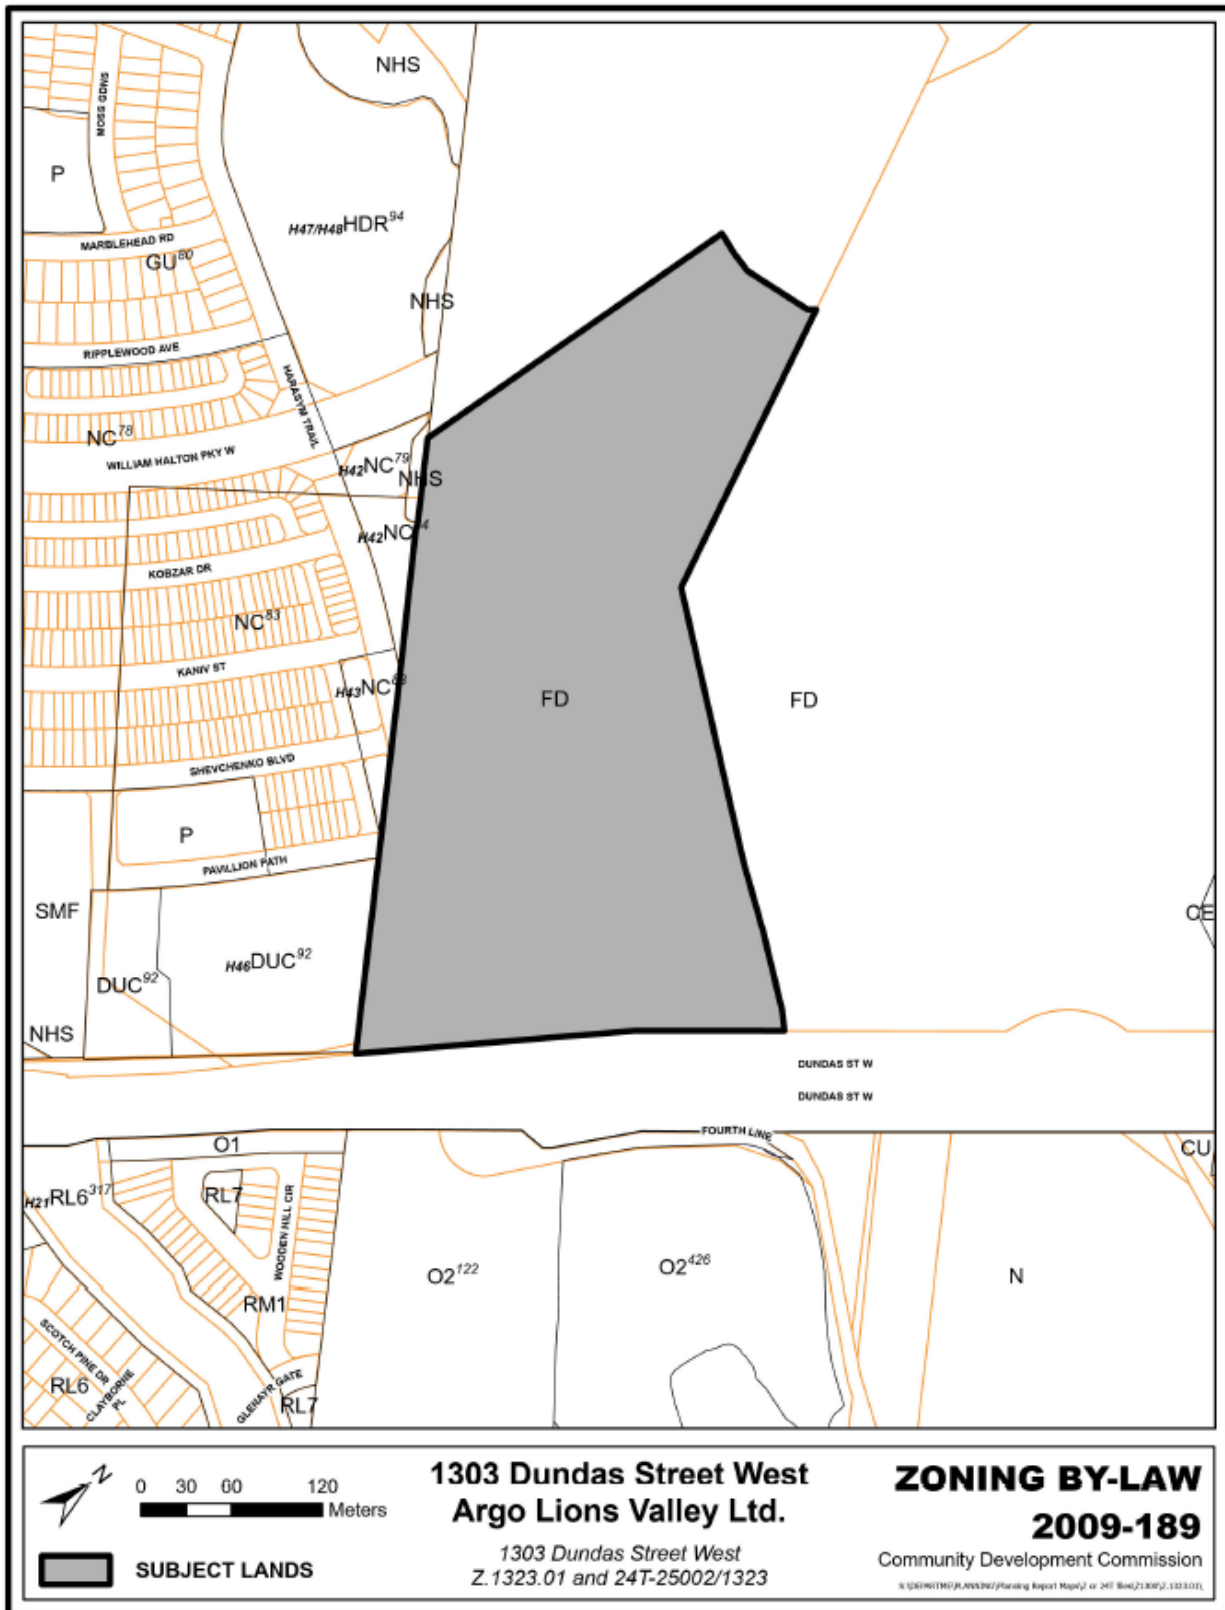 NHS
MOSS GDNS
P
H47/H48HDR94
MARBLEHEAD RD
GU80
NHS
RIPPLEWOOD AVE
HARASYM TRAIL
NC78
WILLIAM HALTON PKY W
H42NC79
NHS
H42NC
KOBZAR DR
NC83
KANIV ST
H43NC
FD
FD
SHEVCHENKO BLVD
P
PAVILLION PATH
SMF
CE
H46DUC92
DUC92
NHS
DUNDAS ST W
DUNDAS ST W
FOURTH LINE
O1
CU
H21RL6317
RL7
WOODEN HILL CIR
O2122
O2426
N
RM1
SCOTCH PINE DR
RL6
CLAYBORNE
PL
GLENAYR GATE
RL7
N
0 30 60 120
Meters
SUBJECT LANDS
1303 Dundas Street West
Argo Lions Valley Ltd.
1303 Dundas Street West
Z.1323.01 and 24T-25002/1323
ZONING BY-LAW
2009-189
Community Development Commission